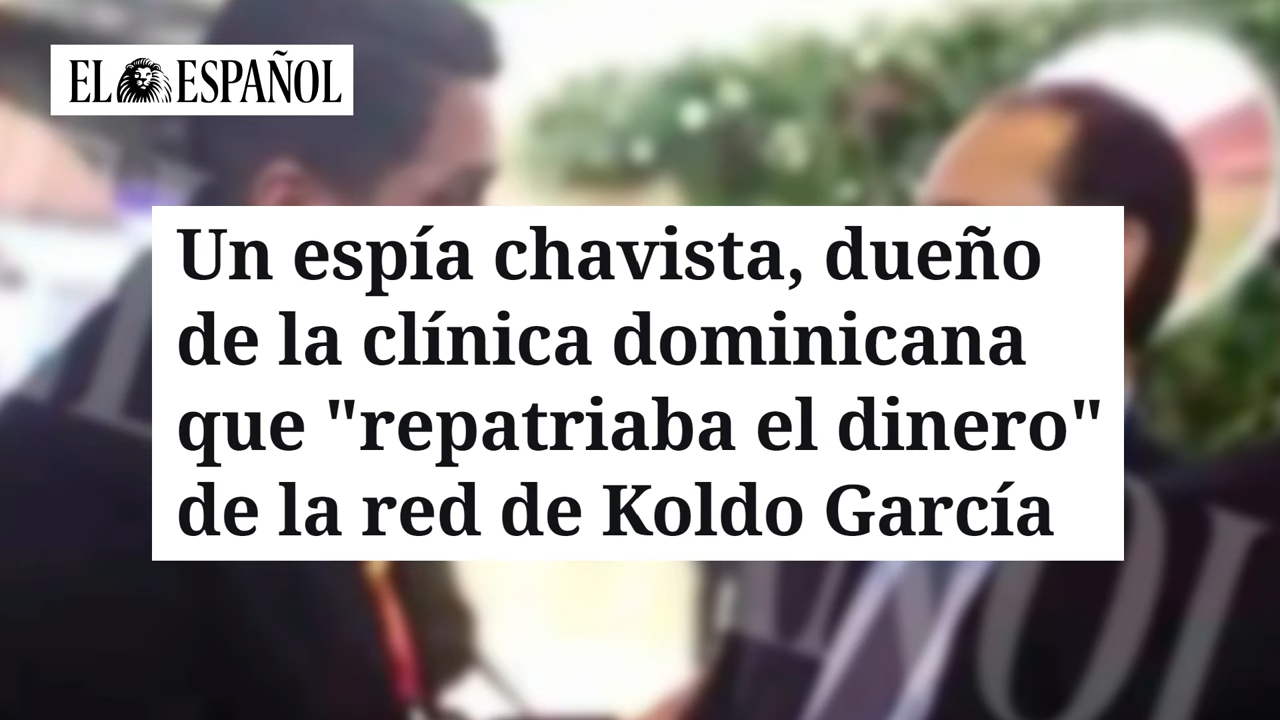 EL ESPAÑOL
Un espía chavista, dueño
de la clínica dominicana
que "repatriaba el dinero"
de la red de Koldo García